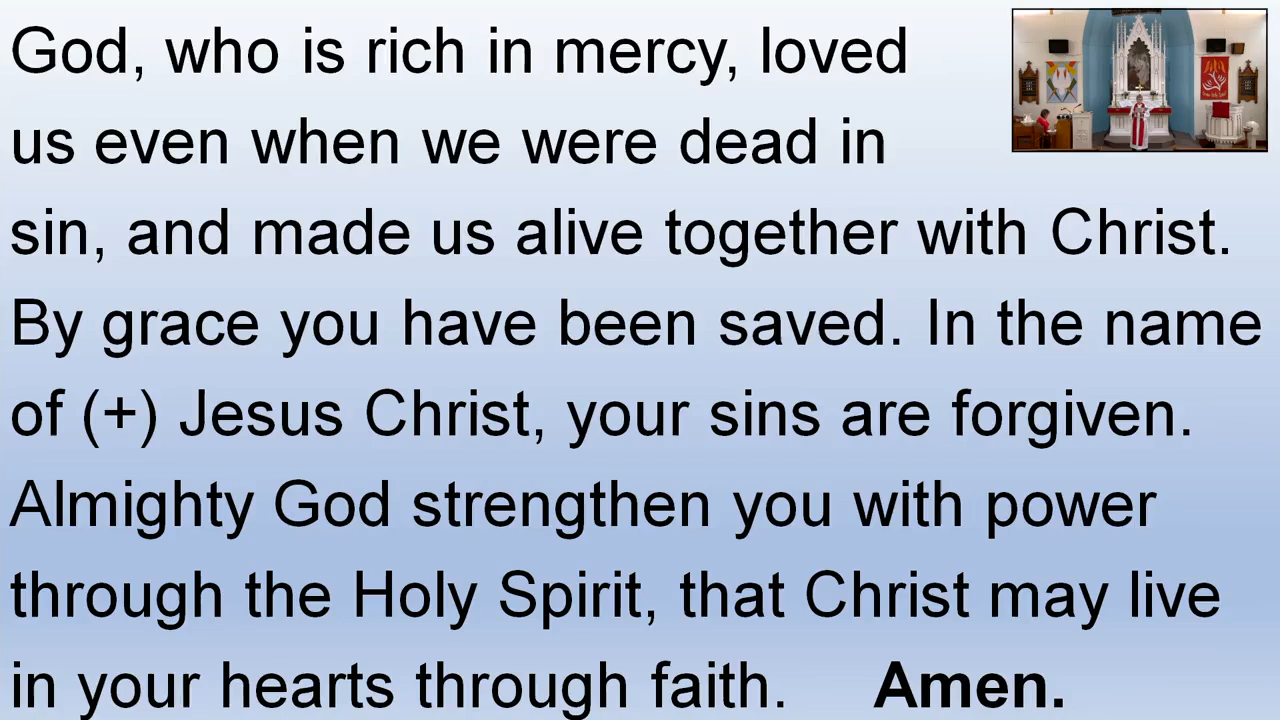 God, who is rich in mercy, loved
us even when we were dead in
sin, and made us alive together with Christ.
By grace you have been saved. In the name
of (+) Jesus Christ, your sins are forgiven.
Almighty God strengthen you with power
through the Holy Spirit, that Christ may live
in your hearts through faith. Amen.